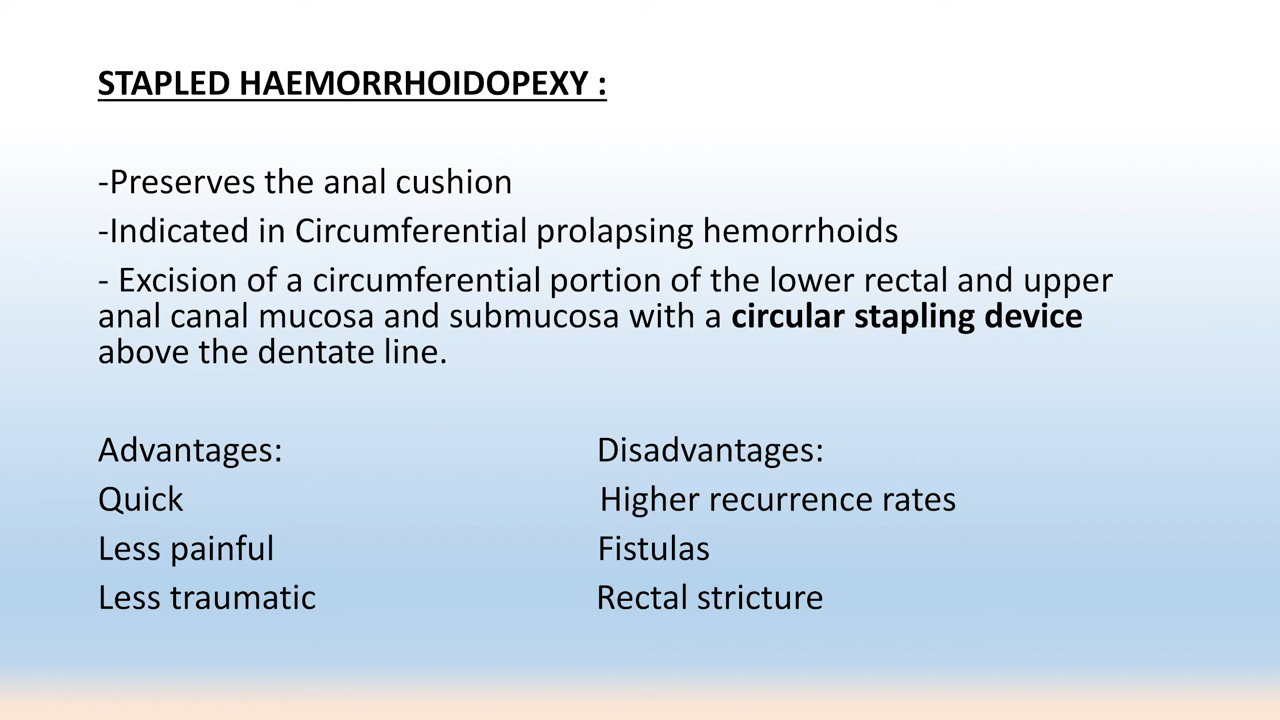 STAPLED HAEMORRHOIDOPEXY :
-Preserves the anal cushion
-Indicated in Circumferential prolapsing hemorrhoids
- Excision of a circumferential portion of the lower rectal and upper
anal canal mucosa and submucosa with a circular stapling device
above the dentate line.
Advantages: Disadvantages:
Quick Higher recurrence rates
Less painful Fistulas
Less traumatic Rectal stricture